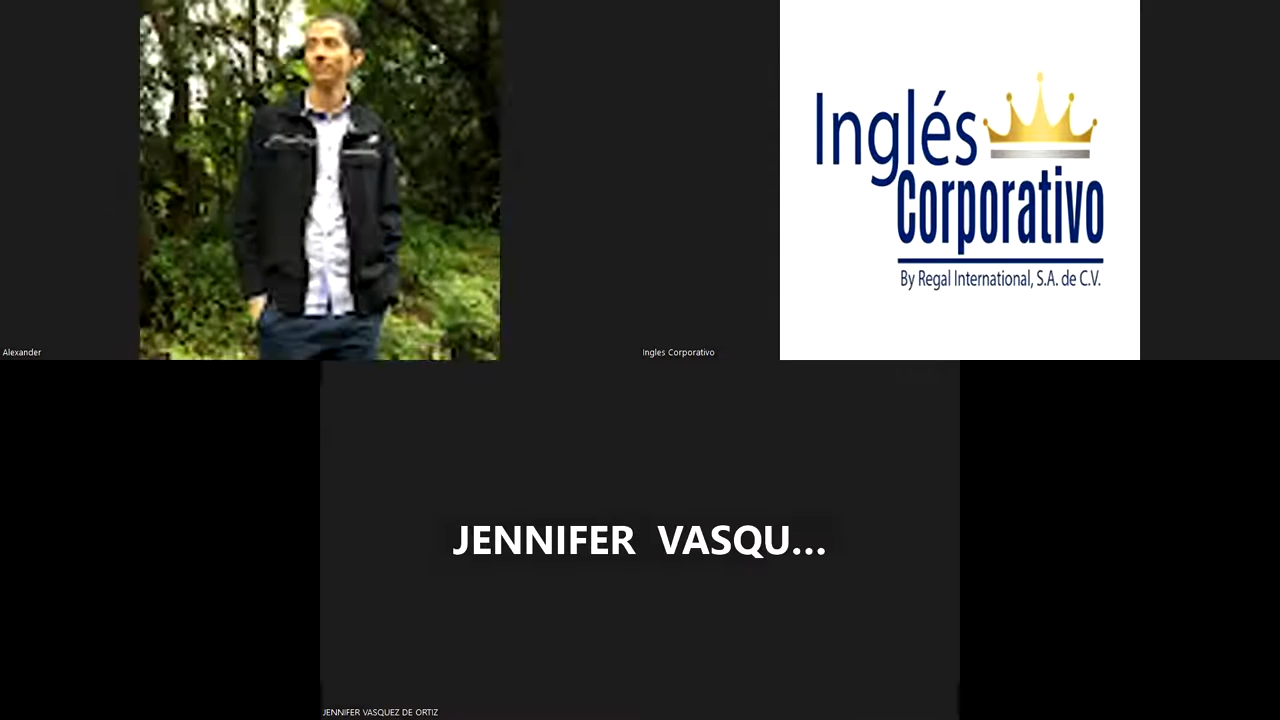 Inglés
Corporativo
By Regal International, S.A. de C.V.
Alexander
Ingles Corporativo
JENNIFER VASQU...
JENNIFER VASQUEZ DE ORTIZ